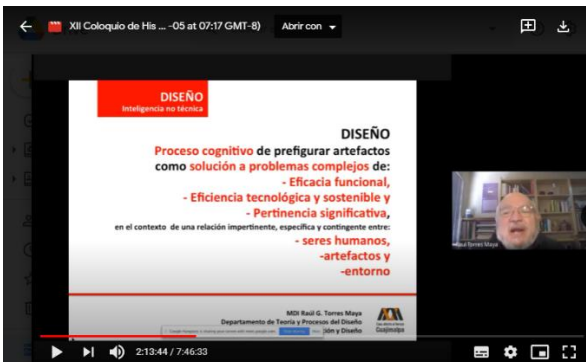 XII Coloquio de His ... -05 at 07:17 GMT-8)
Abrir con
DISEÑO
Inteligencia no técnica
DISEÑO
Proceso cognitivo de prefigurar artefactos
como solución a problemas complejos de:
- Eficacia funcional,
- Eficiencia tecnológica y sostenible y
- Pertinencia significativa,
en el contexto de una relación impertinente, específica y contingente entre:
- seres humanos,
-artefactos y
-entorno
Raúl Torres Maya
MDI Raúl G. Torres Maya
Departamento de Teoría y Procesos del Diseño
ión y Diseño
Cuajimalpa
2:13:44 / 7:46:33